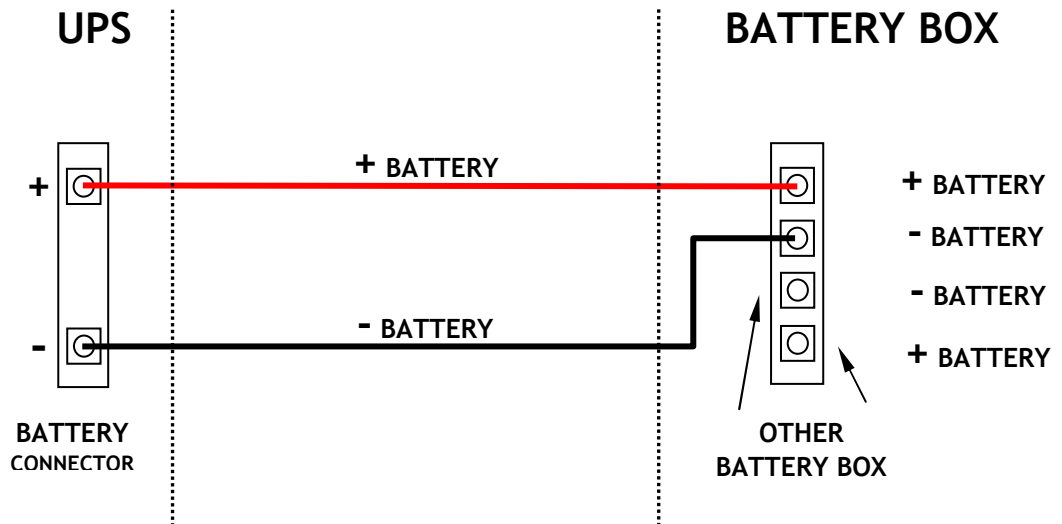 UPS
BATTERY BOX
+ BATTERY
+
+ BATTERY
- BATTERY
- BATTERY
- BATTERY
-
+ BATTERY
BATTERY
CONNECTOR
OTHER
BATTERY BOX